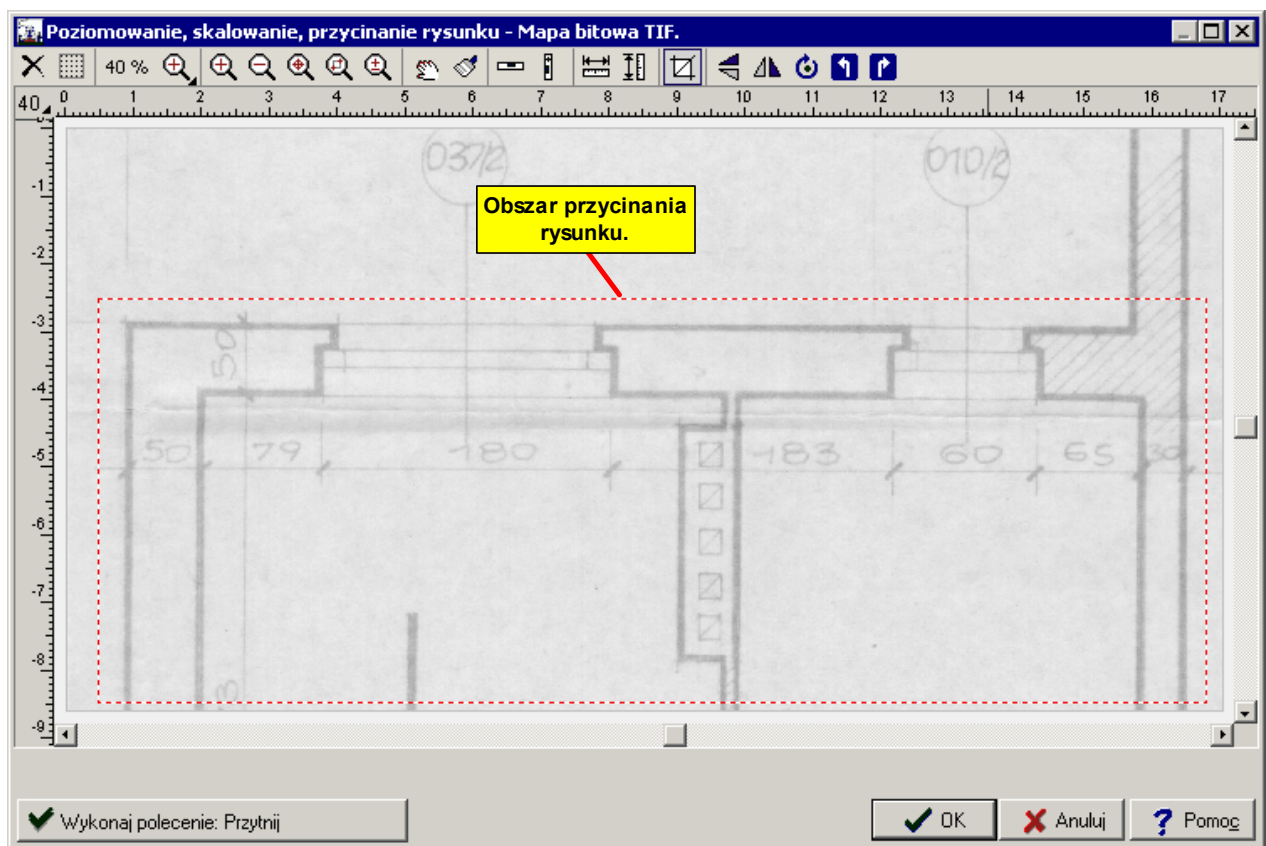 Poziomowanie, skalowanie, przycinanie rysunku - Mapa bitowa TIF.
40 %
40 0 1 2 3 4 5 6 7 8 9 10 11 12 13 14 15 16 17
037/2 010/2
Obszar przycinania
rysunku.
-1
-2
-3
50
-4
50 79 180 183 60 65 30
-5
-6
-7
-8
3
-9
Wykonaj polecenie: Przytnij OK Anuluj Pomoc